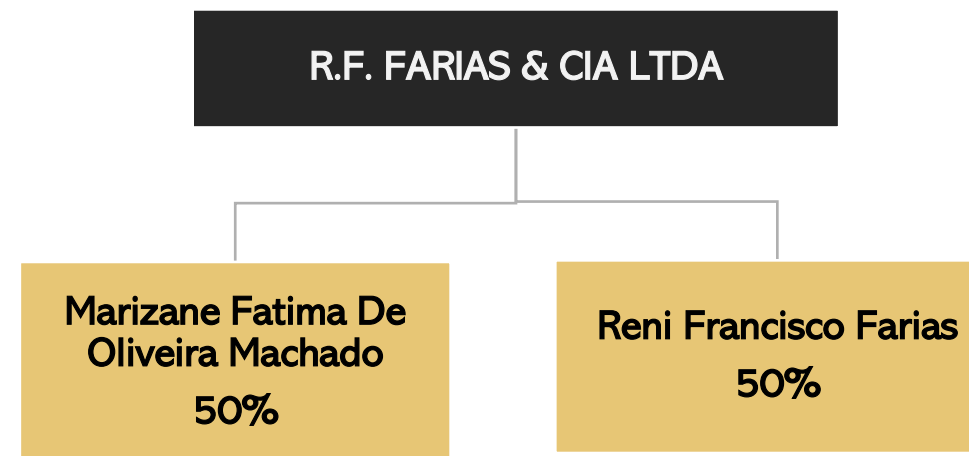 R.F. FARIAS & CIA LTDA
Marizane Fatima De
Oliveira Machado
50%
Reni Francisco Farias
50%